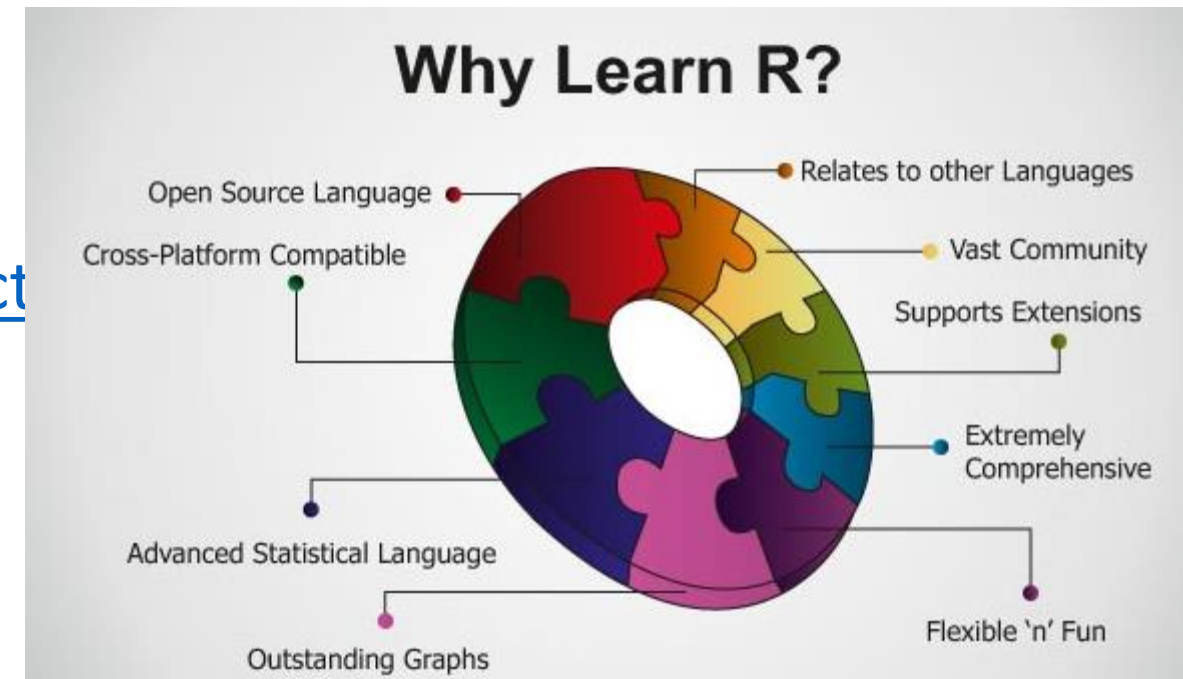 Why Learn R?
Open Source Language
Relates to other Languages
Cross-Platform Compatible
Vast Community
ct
Supports Extensions
Extremely
Comprehensive
Advanced Statistical Language
Flexible ‘n’ Fun
Outstanding Graphs